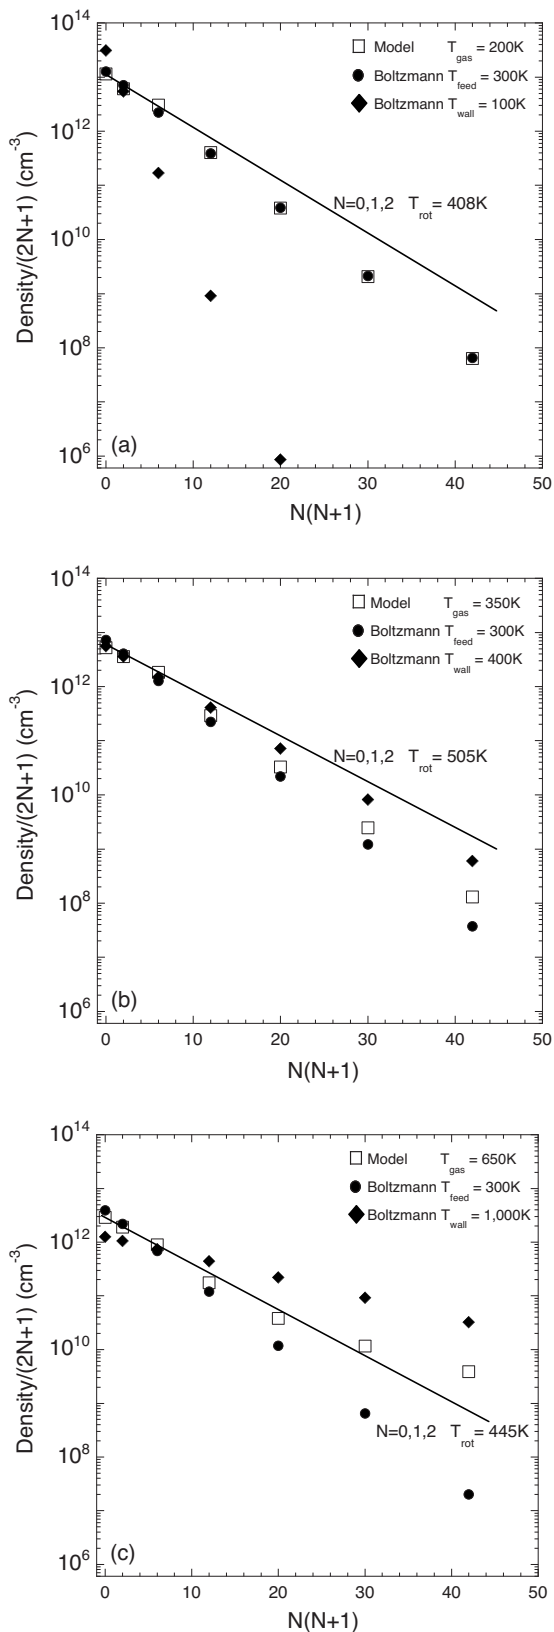 10^14
10^12
10^10
10^8
10^6
Density/(2N+1) (cm^-3)
Model T_gas = 200K
Boltzmann T_feed = 300K
Boltzmann T_wall = 100K
N=0,1,2 T_rot = 408K
(a)
0 10 20 30 40 50
N(N+1)
10^14
10^12
10^10
10^8
10^6
Density/(2N+1) (cm^-3)
Model T_gas = 350K
Boltzmann T_feed = 300K
Boltzmann T_wall = 400K
N=0,1,2 T_rot = 505K
(b)
0 10 20 30 40 50
N(N+1)
10^14
10^12
10^10
10^8
10^6
Density/(2N+1) (cm^-3)
Model T_gas = 650K
Boltzmann T_feed = 300K
Boltzmann T_wall = 1,000K
N=0,1,2 T_rot = 445K
(c)
0 10 20 30 40 50
N(N+1)